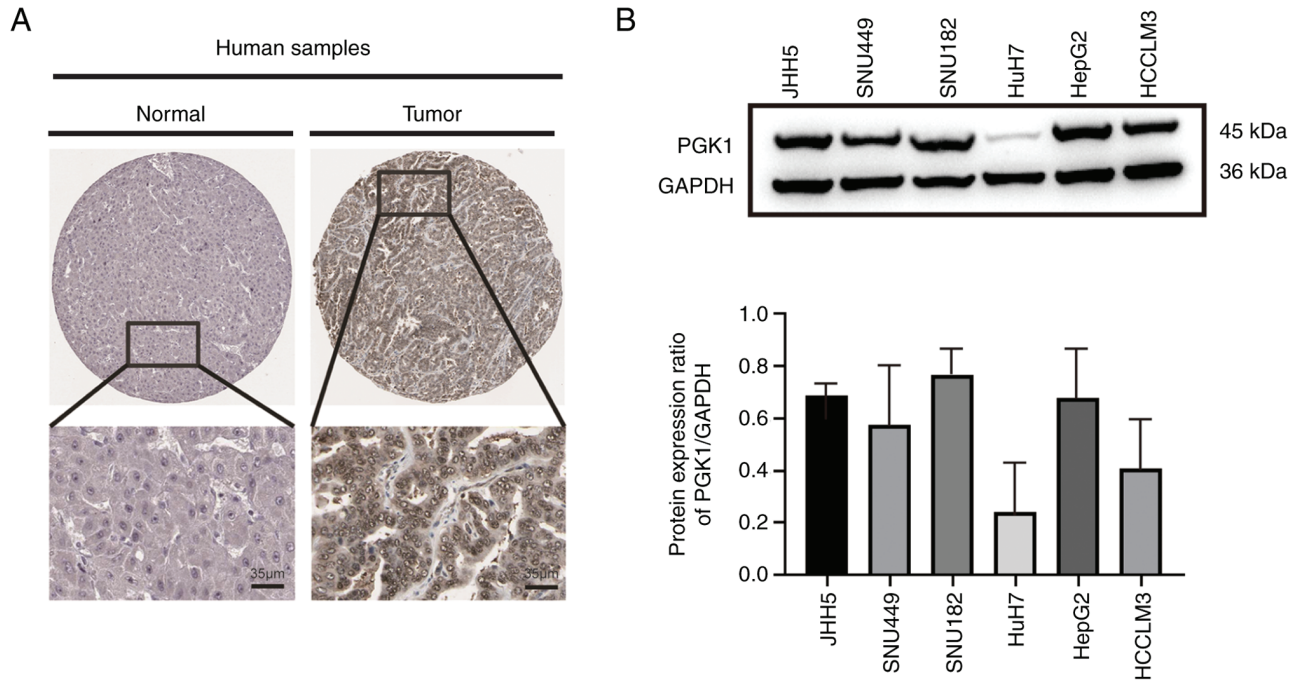 A
Human samples
Normal
Tumor
35µm
35µm
B
JHH5
SNU449
SNU182
HuH7
HepG2
HCCLM3
PGK1
GAPDH
45 kDa
36 kDa
Protein expression ratio
of PGK1/GAPDH
1.0
0.8
0.6
0.4
0.2
0.0
JHH5
SNU449
SNU182
HuH7
HepG2
HCCLM3